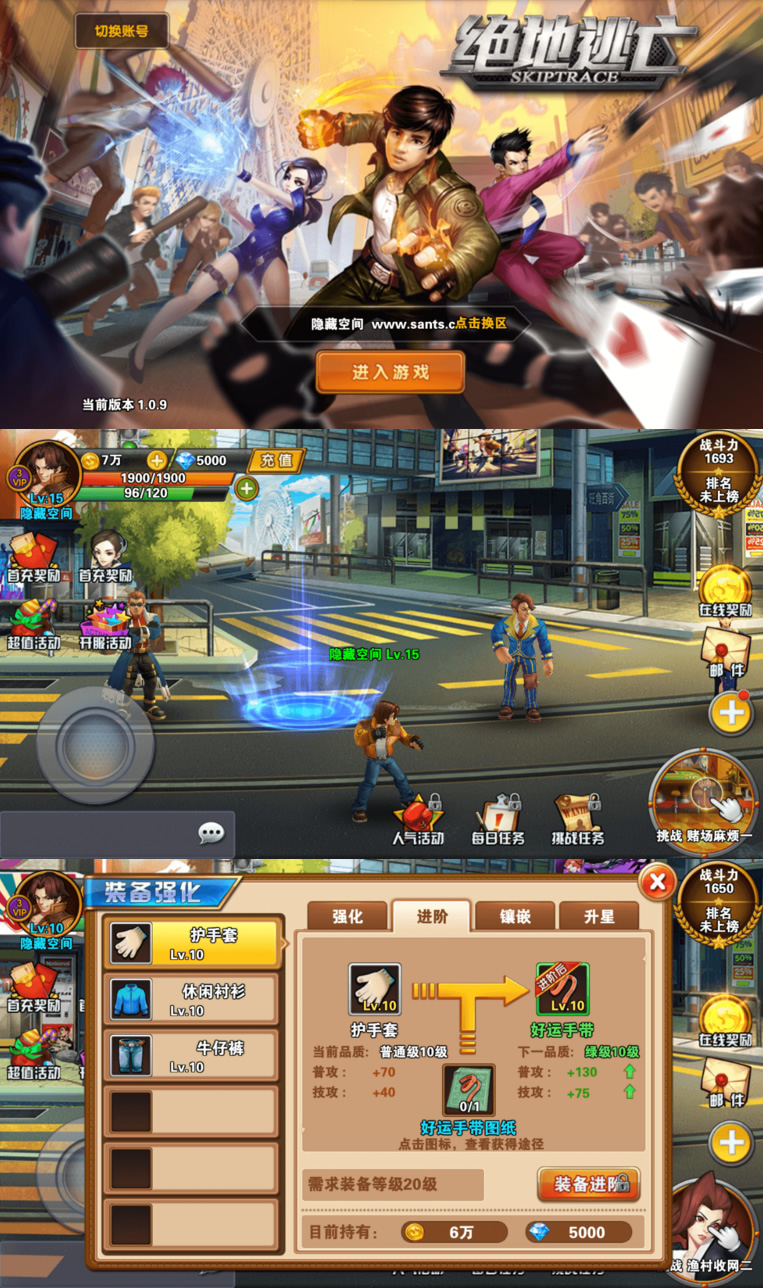 切换账号
绝地逃亡
SKIPTRACE
隐藏空间 www.sants.c点击换区
进入游戏
当前版本 1.0.9
7万
5000
充值
战斗力
1693
排名
未上榜
3
VIP
1900/1900
96/120
Lv:15
隐藏空间
旺角西街
75%
50%
25%
首充奖励
首充奖励
在线奖励
超值活动
开服活动
隐藏空间 Lv.15
邮件
人气活动
每日任务
挑战任务
挑战 赌场麻烦一
装备强化
战斗力
1650
排名
未上榜
3
VIP
Lv:10
隐藏空间
强化
进阶
镶嵌
升星
护手套
Lv.10
休闲衬衫
Lv.10
牛仔裤
Lv.10
首充奖励
超值活动
在线奖励
邮件
Lv.10
进阶后
Lv.10
护手套
好运手带
当前品质: 普通级10级
下一品质: 绿级10级
普攻: +70
普攻: +130
技攻: +40
技攻: +75
0/1
好运手带图纸
点击图标，查看获得途径
需求装备等级20级
装备进阶
目前持有: 6万 5000
战 渔村收网二